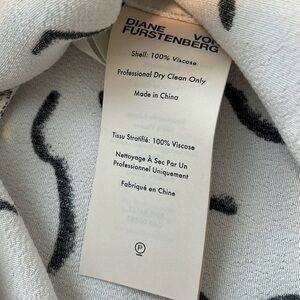 DIANE VON
FURSTENBERG
Shell: 100% Viscose
Professional Dry Clean Only
Made in China
Tissu Stratifié: 100% Viscose
Nettoyage À Sec Par Un
Professionnel Uniquement
Fabriqué en Chine
P